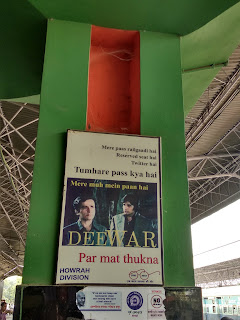 Mere pass railgaadi hai
Reserved seat hai
Twitter hai
Tumhare pass kya hai
Mere muh mein paan hai
DEEWAR
Par mat thukna
HOWRAH
DIVISION
NO